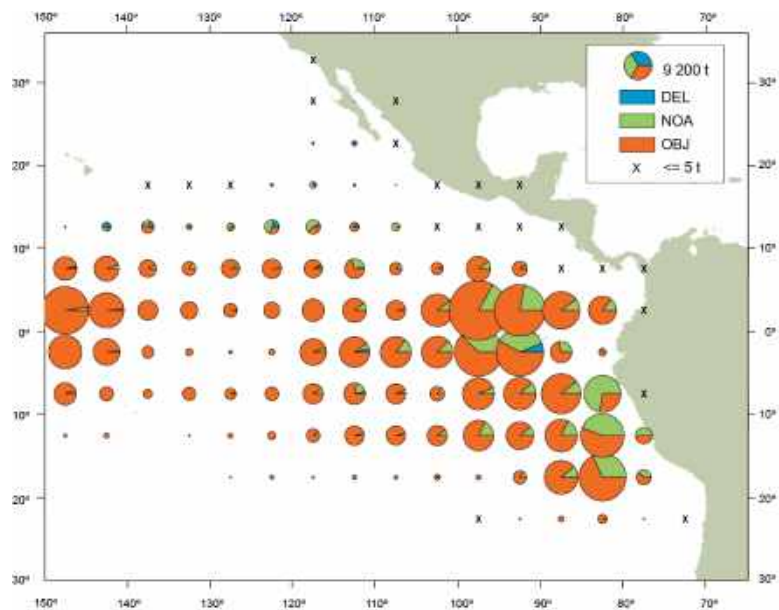 150° 140° 130° 120° 110° 100° 90° 80° 70°
9 200 t
DEL
NOA
OBJ
x <= 5 t
x
30° 30°
x x
x
20° 20°
x x x x x x
x x x x
10° 10°
x x x
x
0° 0°
x
10° 10°
20° 20°
x x
30° 30°
150° 140° 130° 120° 110° 100° 90° 80° 70°